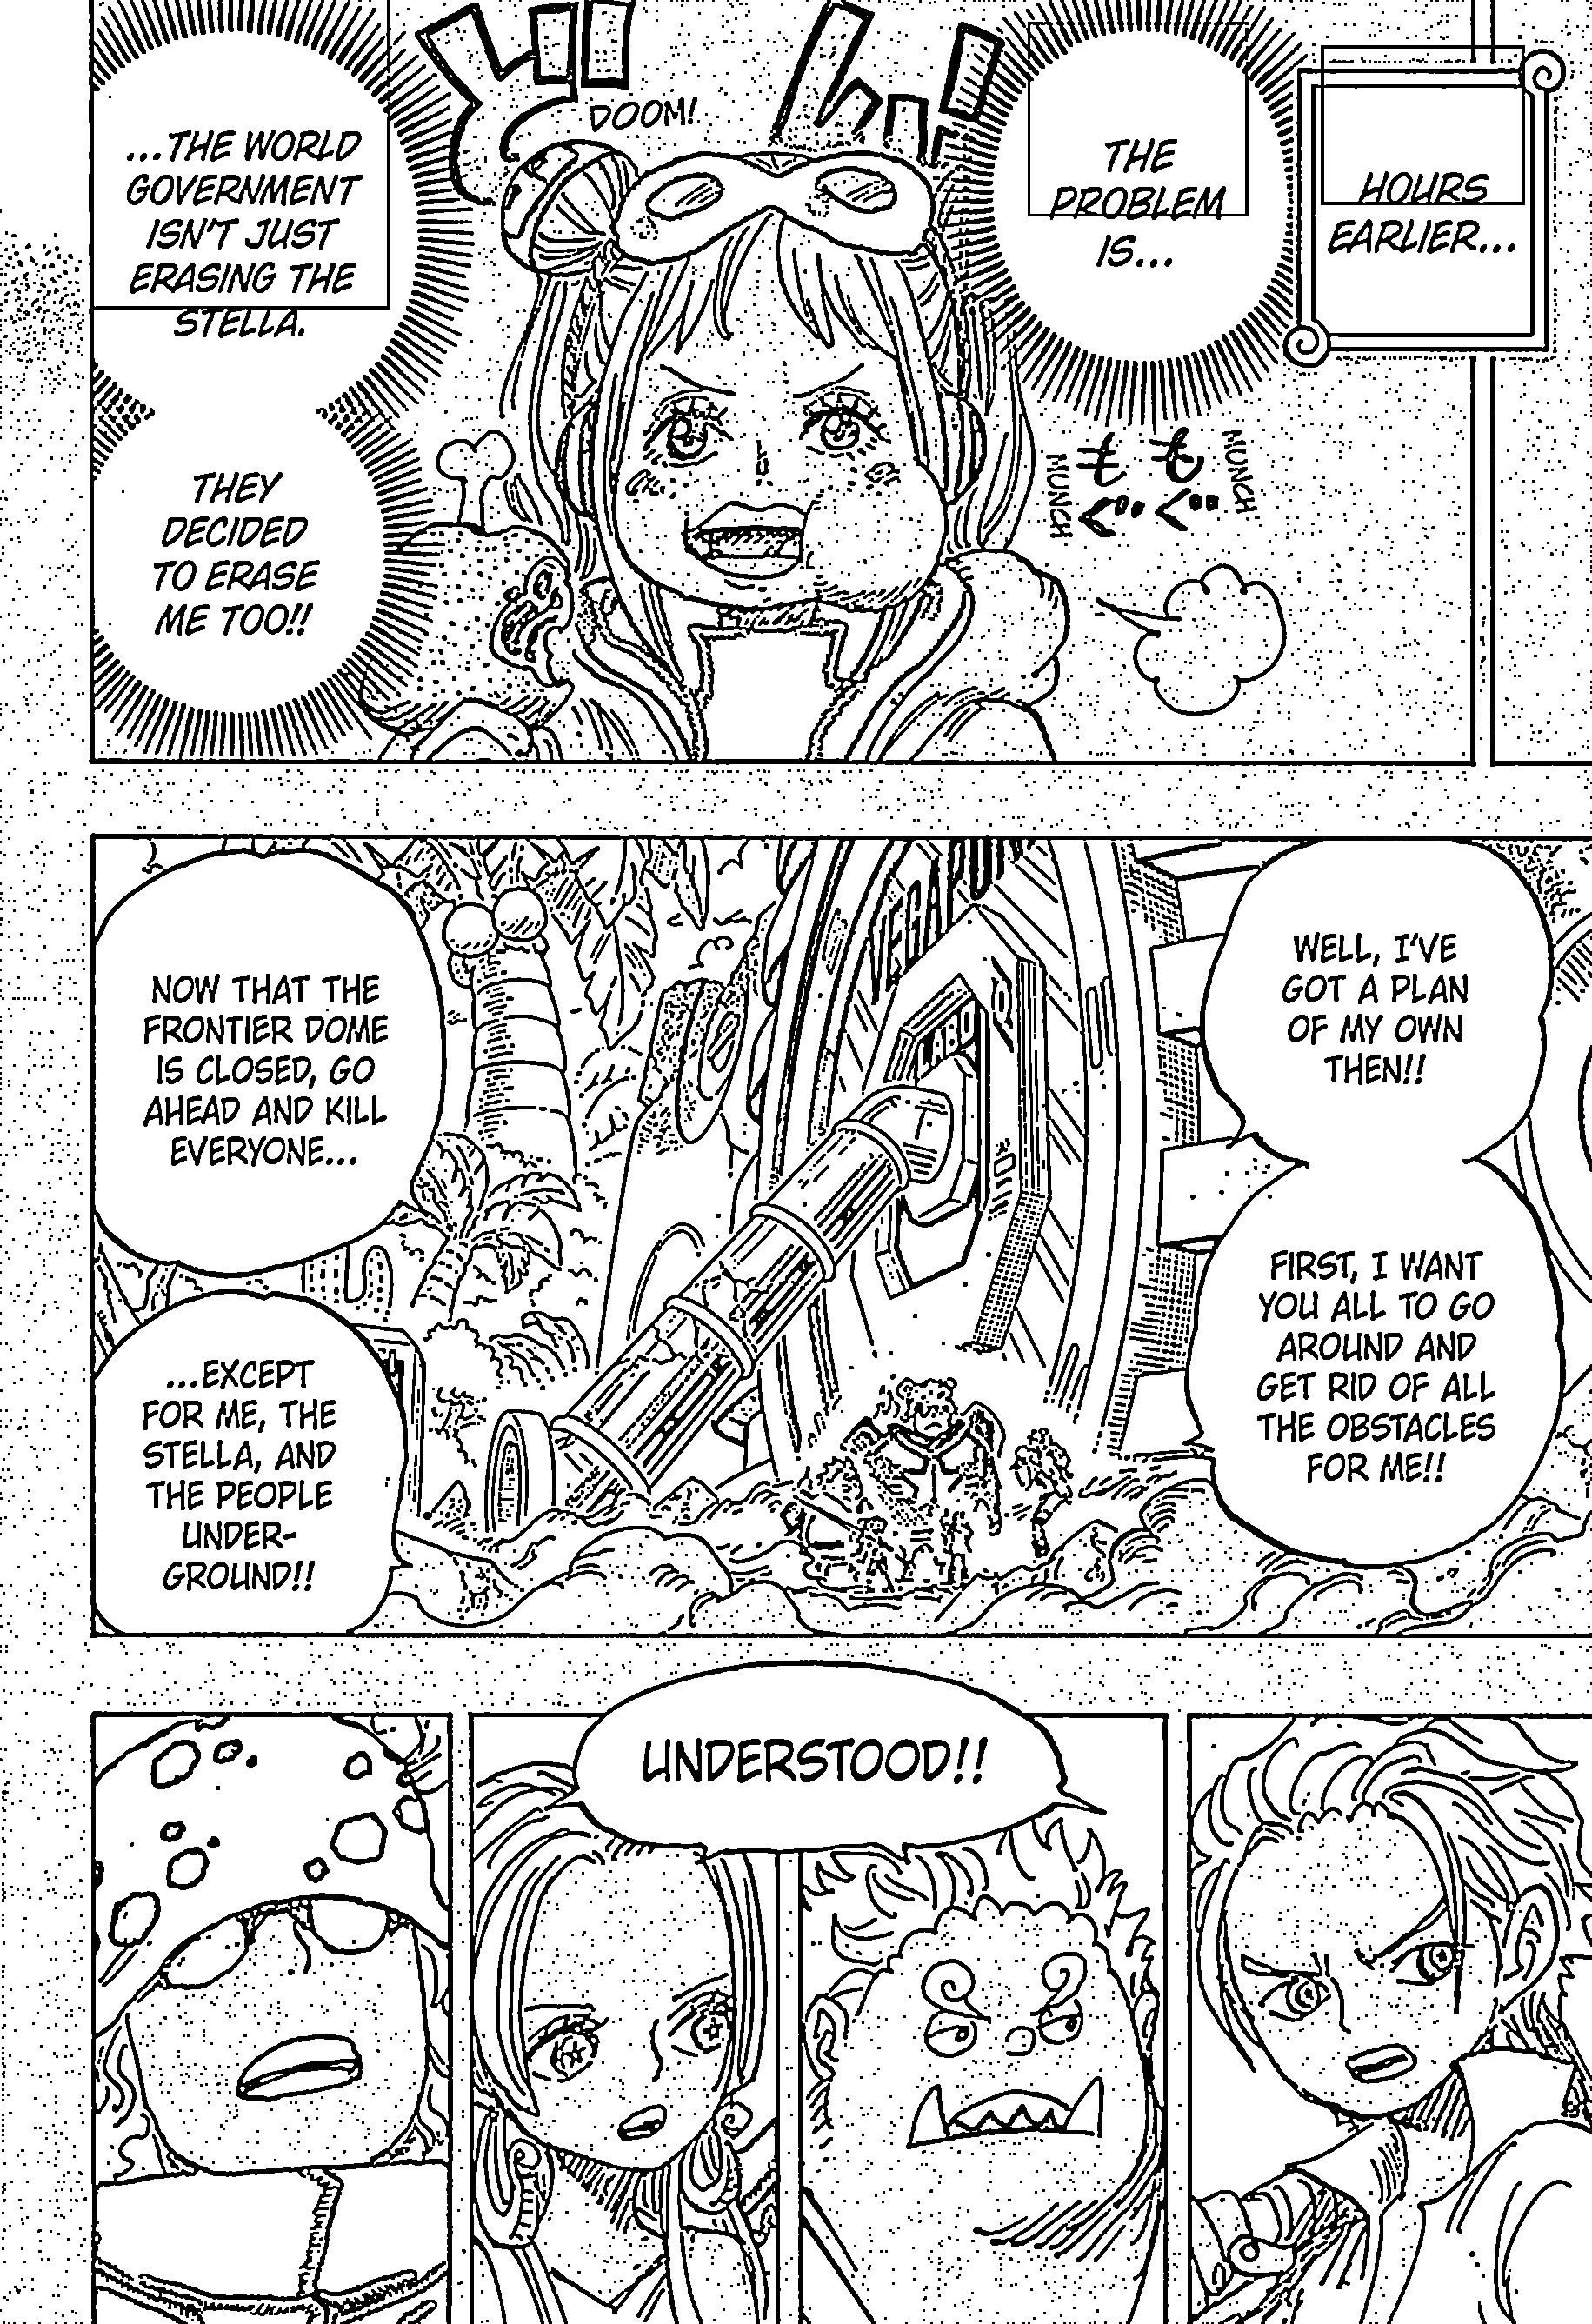 HOURS
EARLIER...
THE
PROBLEM
IS...
DOOM!
...THE WORLD
GOVERNMENT
ISN'T JUST
ERASING THE
STELLA.
THEY
DECIDED
TO ERASE
ME TOO!!
MUNCH
もぐ
もぐ
MUNCH
WELL, I'VE
GOT A PLAN
OF MY OWN
THEN!!
FIRST, I WANT
YOU ALL TO GO
AROUND AND
GET RID OF ALL
THE OBSTACLES
FOR ME!!
VEGA
NOW THAT THE
FRONTIER DOME
IS CLOSED, GO
AHEAD AND KILL
EVERYONE...
...EXCEPT
FOR ME, THE
STELLA, AND
THE PEOPLE
UNDER-
GROUND!!
UNDERSTOOD!!